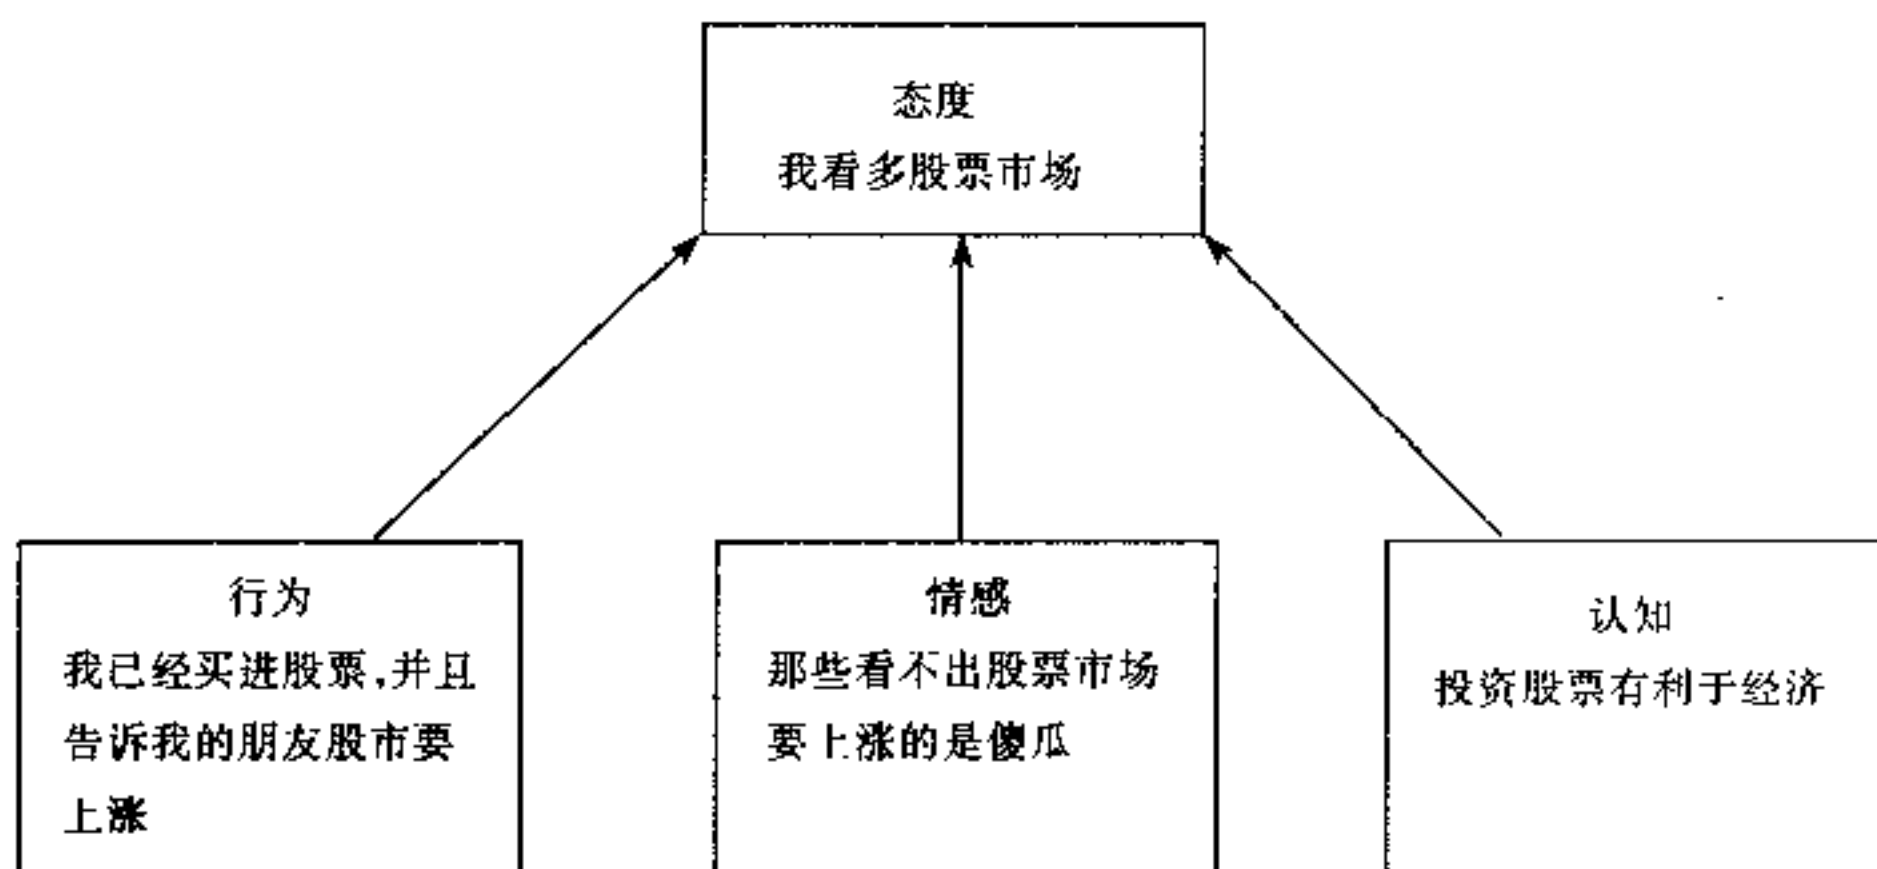 态度
我看多股票市场
行为
我已经买进股票,并且
告诉我的朋友股市要
上涨
情感
那些看不出股票市场
要上涨的是傻瓜
认知
投资股票有利于经济